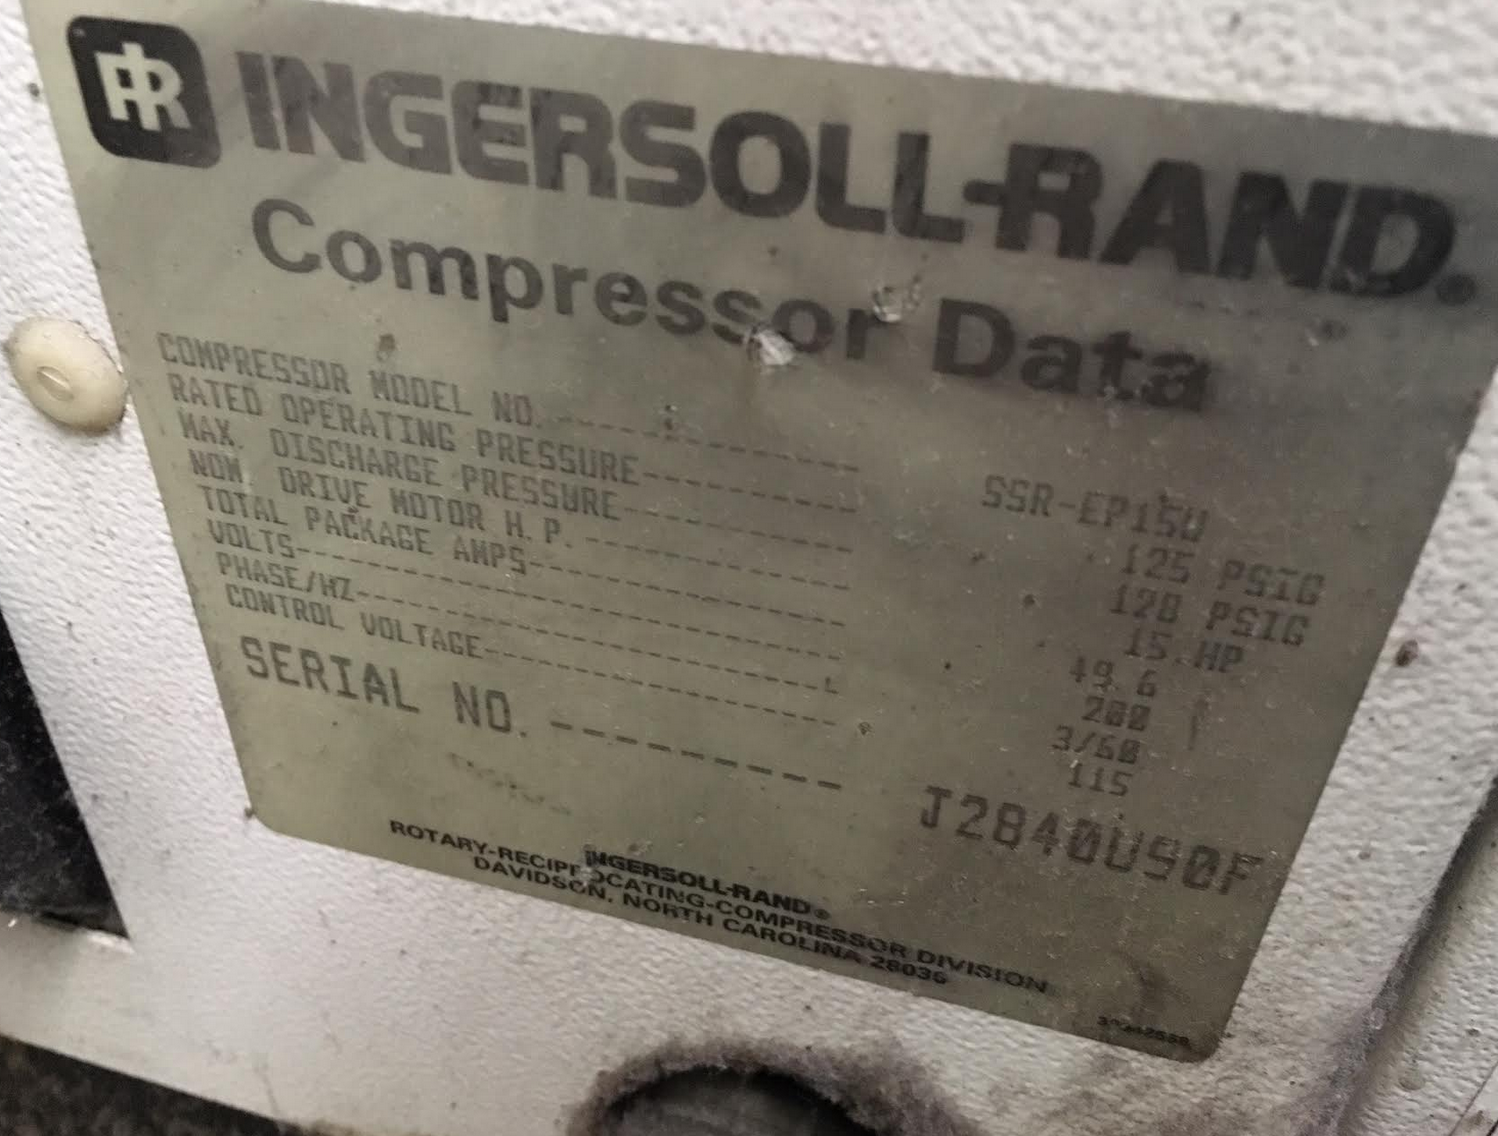 IR INGERSOLL-RAND®
Compressor Data
COMPRESSOR MODEL NO.------------- SSR-EP15U
RATED OPERATING PRESSURE--------- 125 PSIG
MAX. DISCHARGE PRESSURE---------- 128 PSIG
NOM. DRIVE MOTOR H.P.------------ 15 HP
TOTAL PACKAGE AMPS-------------- 49.6
VOLTS--------------------------- 200
PHASE/HZ------------------------ 3/60
CONTROL VOLTAGE----------------- 115
SERIAL NO.--------- J2840U90F
INGERSOLL-RAND®
ROTARY-RECIPROCATING-COMPRESSOR DIVISION
DAVIDSON, NORTH CAROLINA 28036